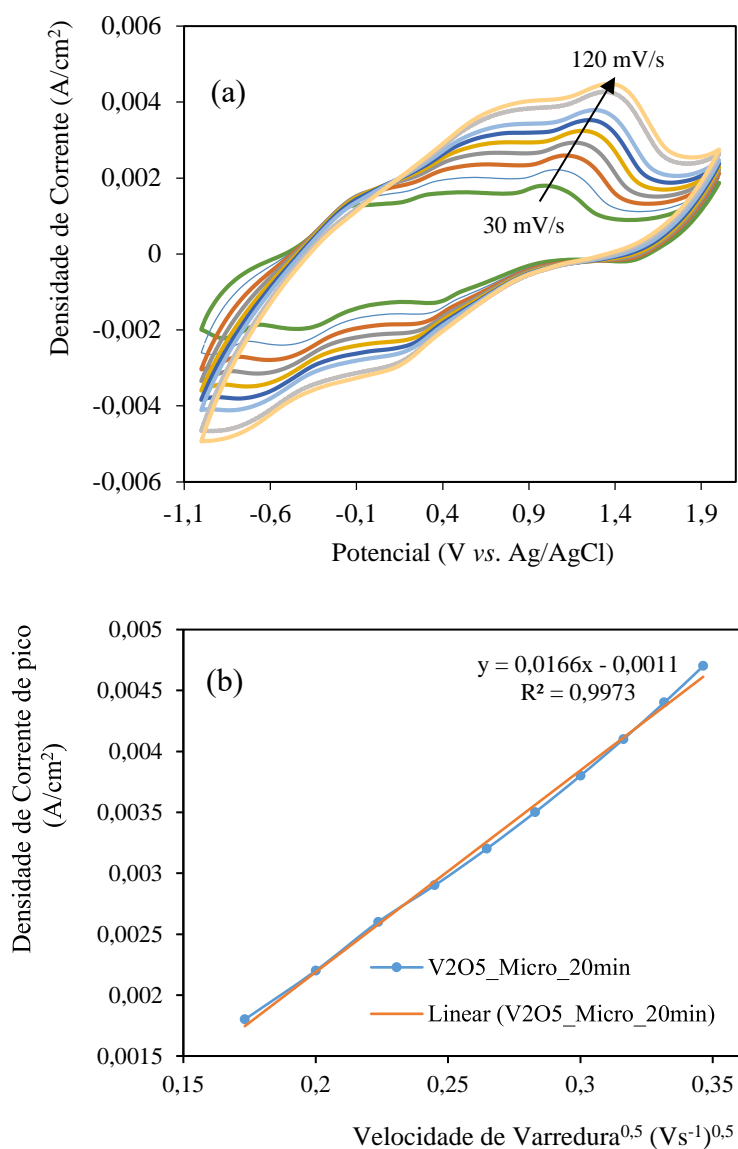 0,006
0,004
0,002
0
-0,002
-0,004
-0,006
Densidade de Corrente (A/cm²)
(a)
120 mV/s
30 mV/s
-1,1 -0,6 -0,1 0,4 0,9 1,4 1,9
Potencial (V vs. Ag/AgCl)
0,005
0,0045
0,004
0,0035
0,003
0,0025
0,002
0,0015
Densidade de Corrente de pico
(A/cm²)
(b)
y = 0,0166x - 0,0011
R² = 0,9973
V2O5_Micro_20min
Linear (V2O5_Micro_20min)
0,15 0,2 0,25 0,3 0,35
Velocidade de Varredura⁰,⁵ (Vs⁻¹)⁰,⁵